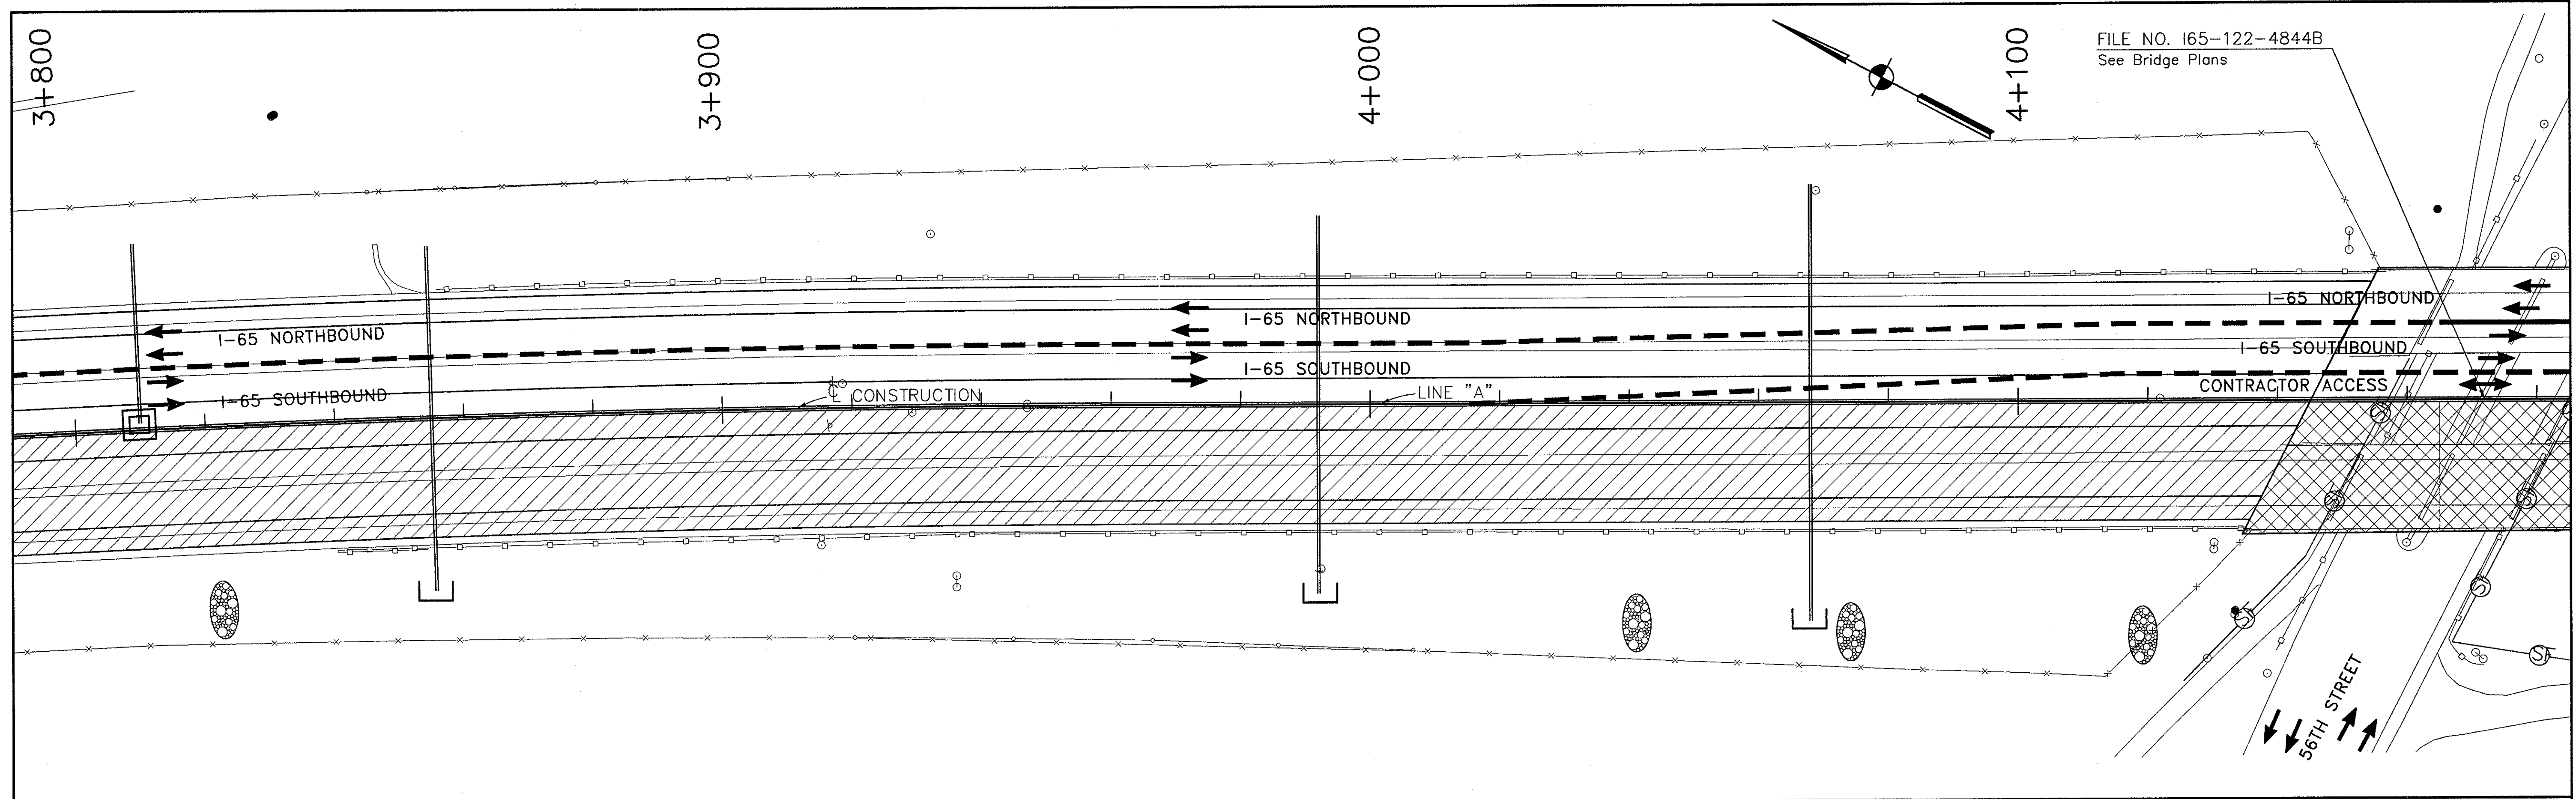 3+800
3+900
4+000
4+100
FILE NO. I65-122-4844B
See Bridge Plans
I-65 NORTHBOUND
I-65 NORTHBOUND
I-65 NORTHBOUND
I-65 SOUTHBOUND
I-65 SOUTHBOUND
I-65 SOUTHBOUND
CONTRACTOR ACCESS
℄ CONSTRUCTION
LINE "A"
56TH STREET